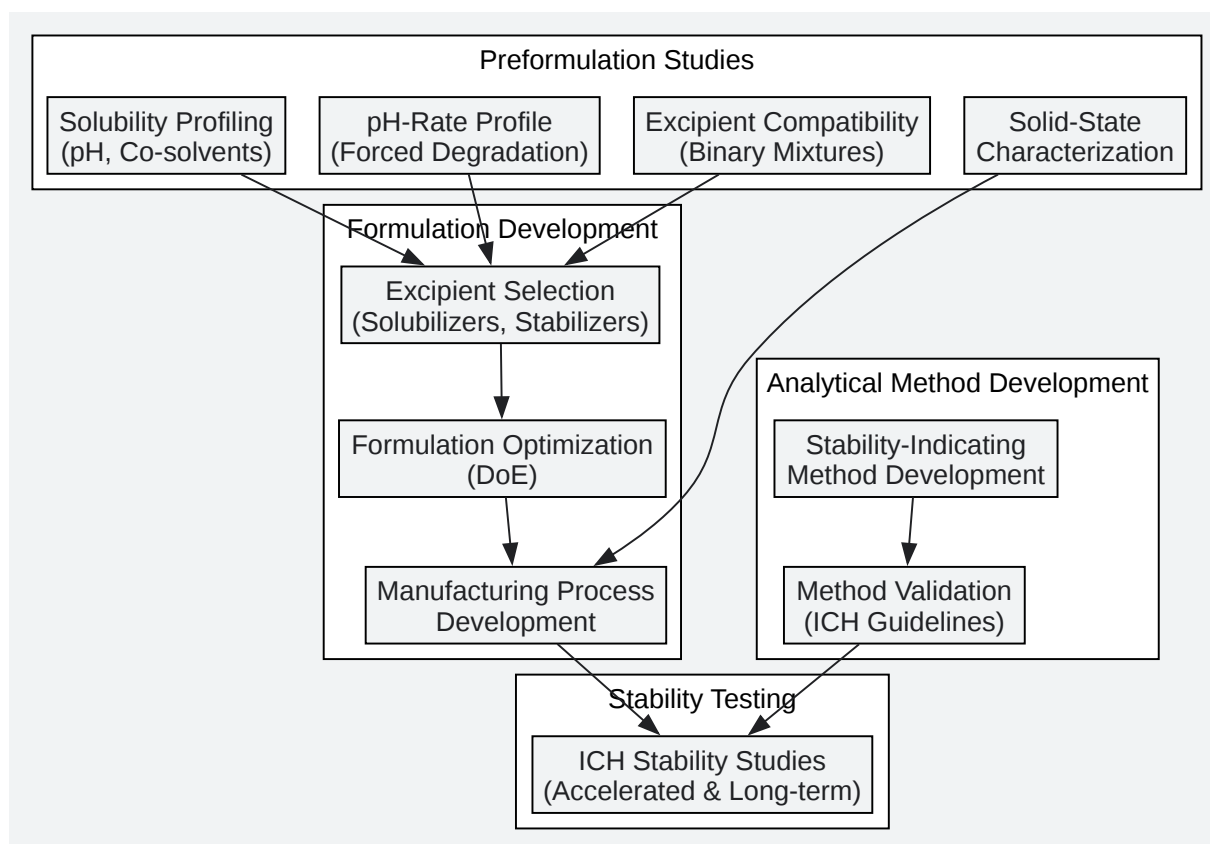 Preformulation Studies
Solubility Profiling
(pH, Co-solvents)
pH-Rate Profile
(Forced Degradation)
Excipient Compatibility
(Binary Mixtures)
Solid-State
Characterization
Formulation Development
Excipient Selection
(Solubilizers, Stabilizers)
Formulation Optimization
(DoE)
Manufacturing Process
Development
Analytical Method Development
Stability-Indicating
Method Development
Method Validation
(ICH Guidelines)
Stability Testing
ICH Stability Studies
(Accelerated & Long-term)